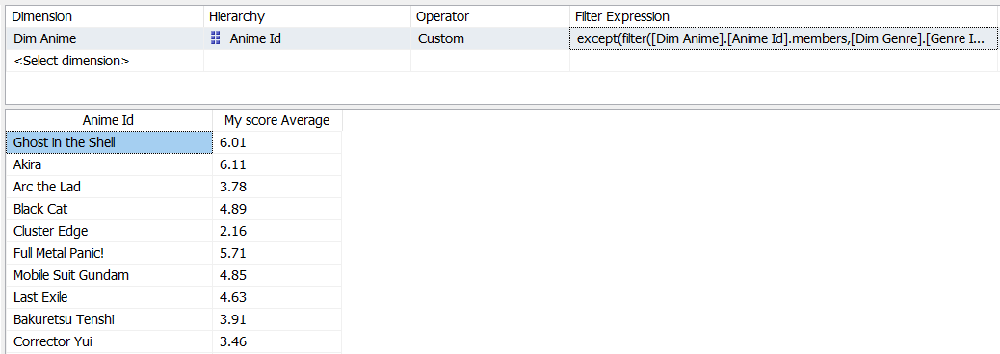 Dimension Hierarchy Operator Filter Expression
Dim Anime Anime Id Custom except(filter([Dim Anime].[Anime Id].members,[Dim Genre].[Genre I...
<Select dimension>
Anime Id My score Average
Ghost in the Shell 6.01
Akira 6.11
Arc the Lad 3.78
Black Cat 4.89
Cluster Edge 2.16
Full Metal Panic! 5.71
Mobile Suit Gundam 4.85
Last Exile 4.63
Bakuretsu Tenshi 3.91
Corrector Yui 3.46